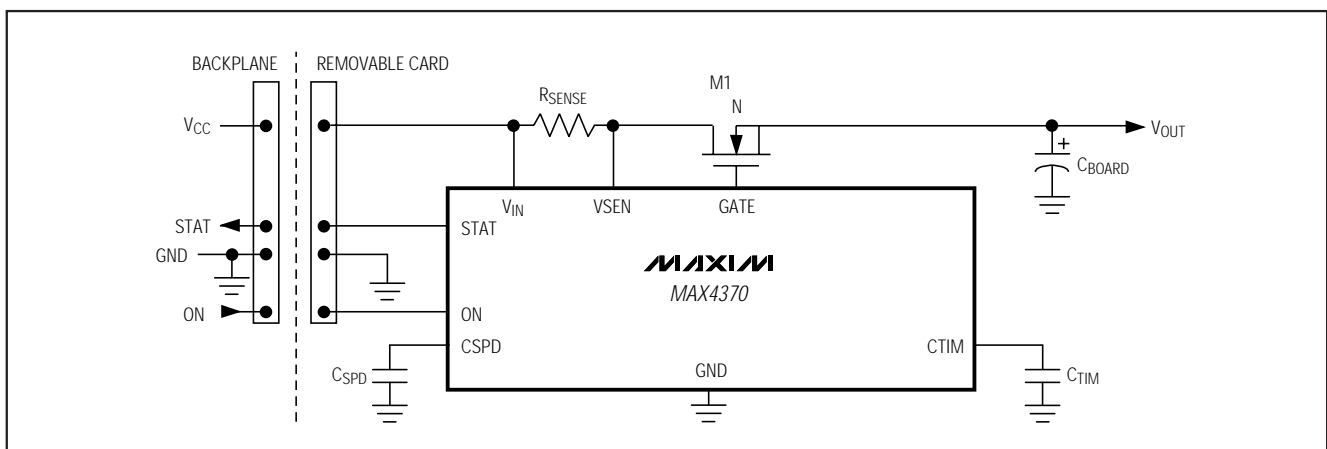 BACKPLANE
REMOVABLE CARD
M1
N
RSENSE
VCC
VOUT
+
CBOARD
VIN
VSEN
GATE
STAT
STAT
GND
MAXIM
MAX4370
ON
ON
CSPD
CTIM
GND
CSPD
CTIM